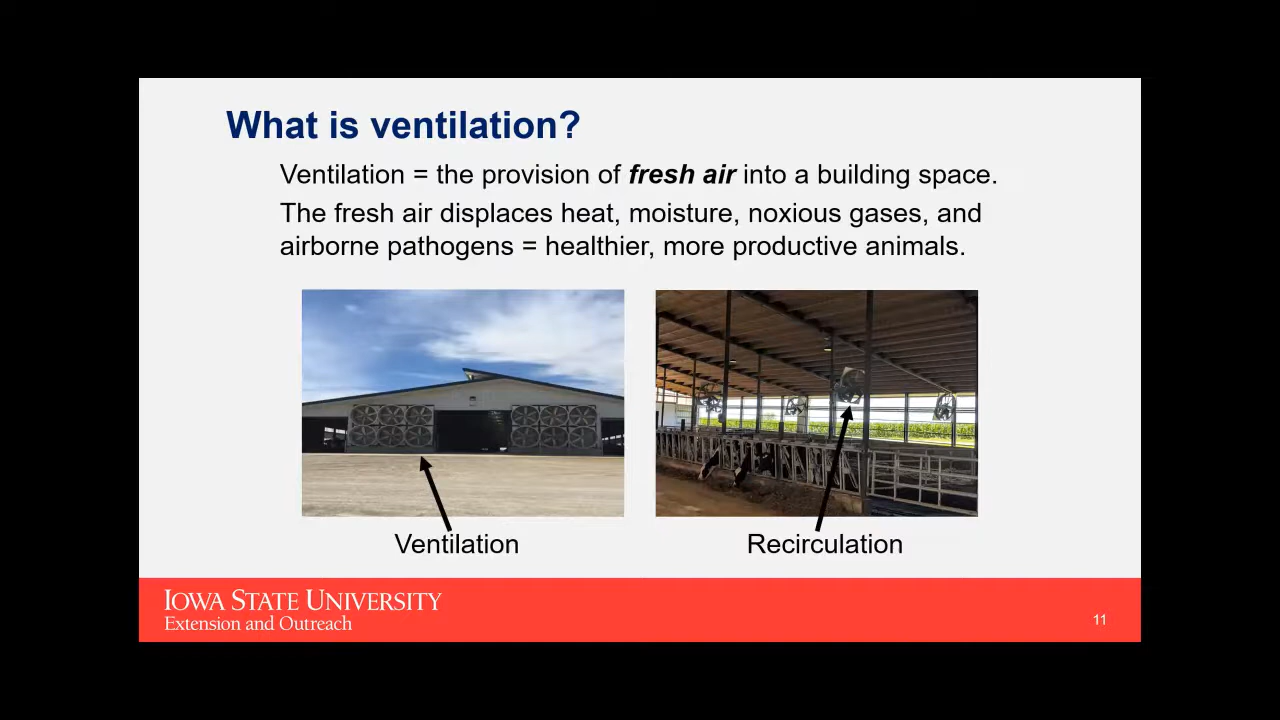 What is ventilation?
Ventilation = the provision of fresh air into a building space.
The fresh air displaces heat, moisture, noxious gases, and
airborne pathogens = healthier, more productive animals.
Ventilation
Recirculation
IOWA STATE UNIVERSITY
Extension and Outreach
11